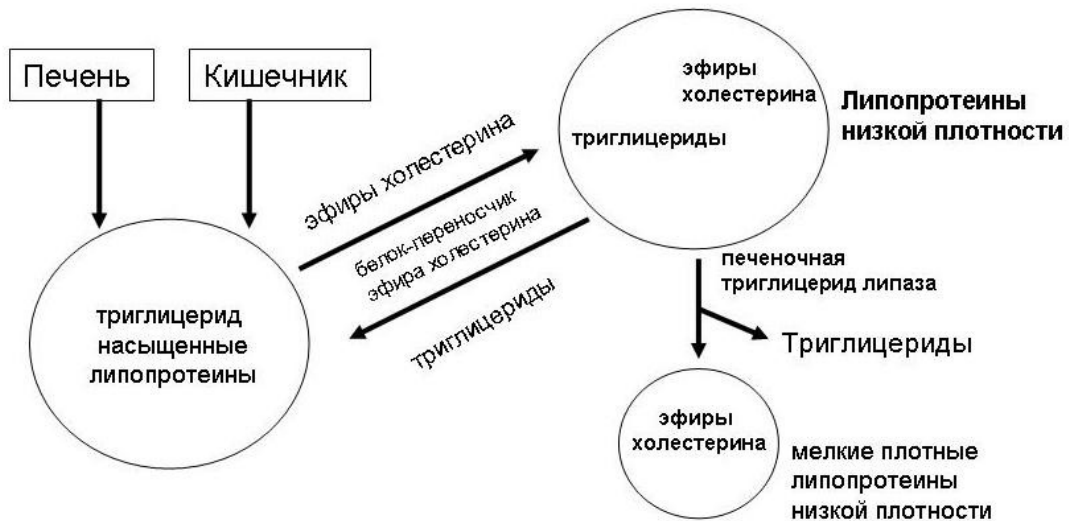 Печень
Кишечник
триглицерид
насыщенные
липопротеины
эфиры холестерина
белок-переносчик
эфира холестерина
триглицериды
эфиры
холестерина
триглицериды
Липопротеины
низкой плотности
печеночная
триглицерид липаза
Триглицериды
эфиры
холестерина
мелкие плотные
липопротеины
низкой плотности